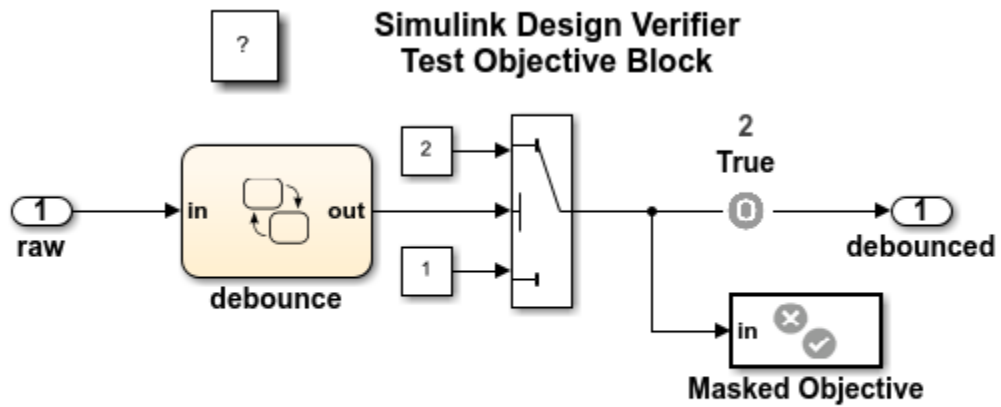 ?
Simulink Design Verifier
Test Objective Block
2
2
True
1
in
out
1
raw
1
debounced
debounce
in
Masked Objective